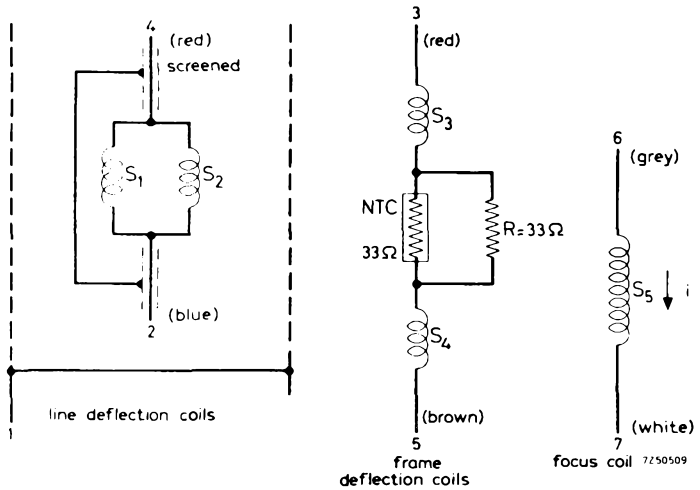 4
(red)
screened
S1
S2
(blue)
2
line deflection coils
3
(red)
S3
NTC
33Ω
R=33Ω
S4
(brown)
5
frame
deflection coils
6
(grey)
S5
i
(white)
7
focus coil 7Z50509